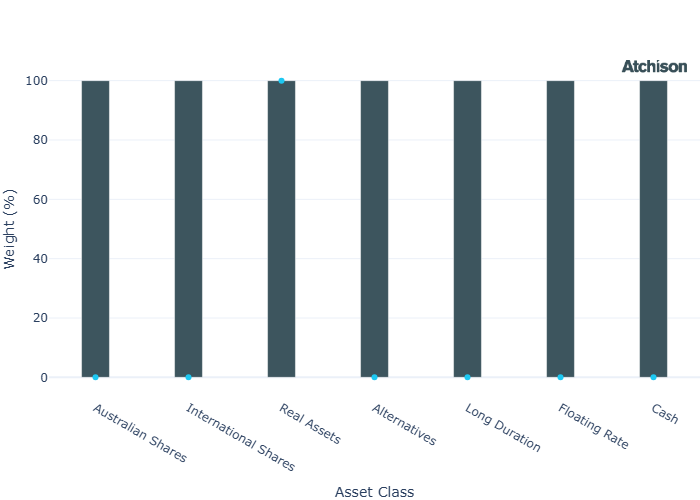 Atchison
100
80
60
40
20
0
Weight (%)
Australian Shares
International Shares
Real Assets
Alternatives
Long Duration
Floating Rate
Cash
Asset Class